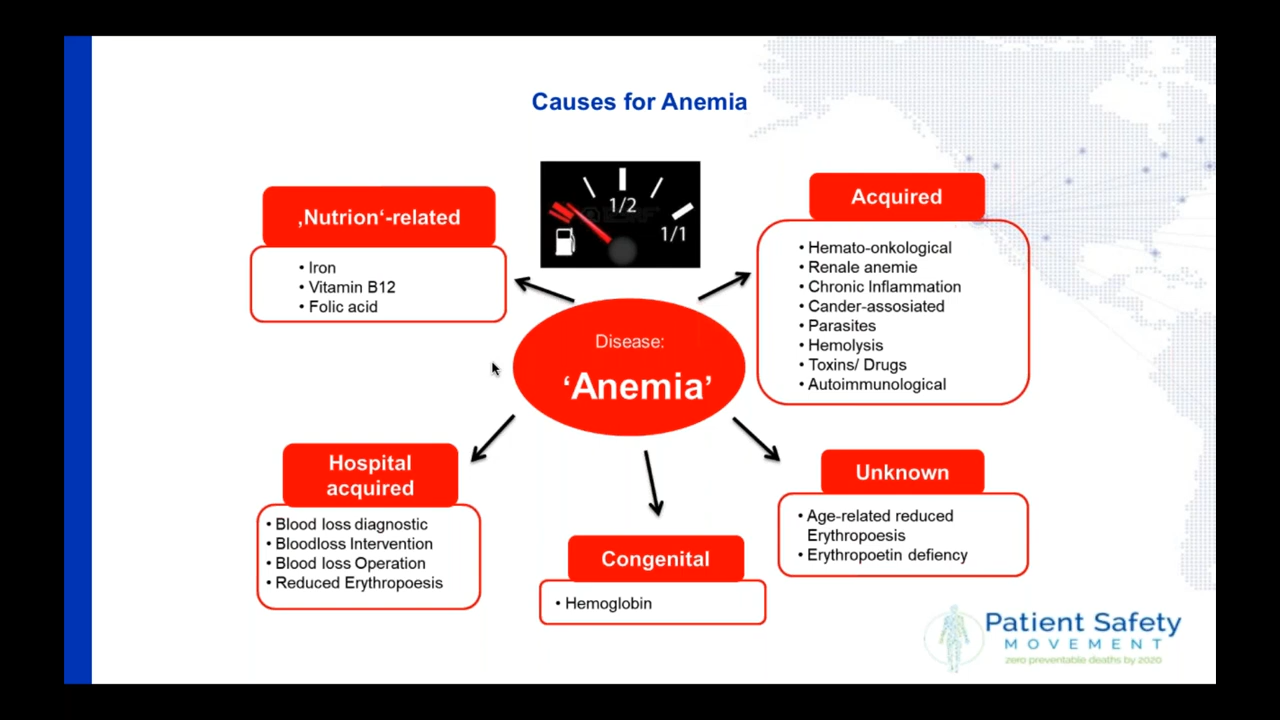 Causes for Anemia
1/2
1/1
‚Nutrion‘-related
• Iron
• Vitamin B12
• Folic acid
Acquired
• Hemato-onkological
• Renale anemie
• Chronic Inflammation
• Cander-assosiated
• Parasites
• Hemolysis
• Toxins/ Drugs
• Autoimmunological
Disease:
‘Anemia’
Hospital
acquired
• Blood loss diagnostic
• Bloodloss Intervention
• Blood loss Operation
• Reduced Erythropoesis
Congenital
• Hemoglobin
Unknown
• Age-related reduced
Erythropoesis
• Erythropoetin defiency
Patient Safety
MOVEMENT
zero preventable deaths by 2020